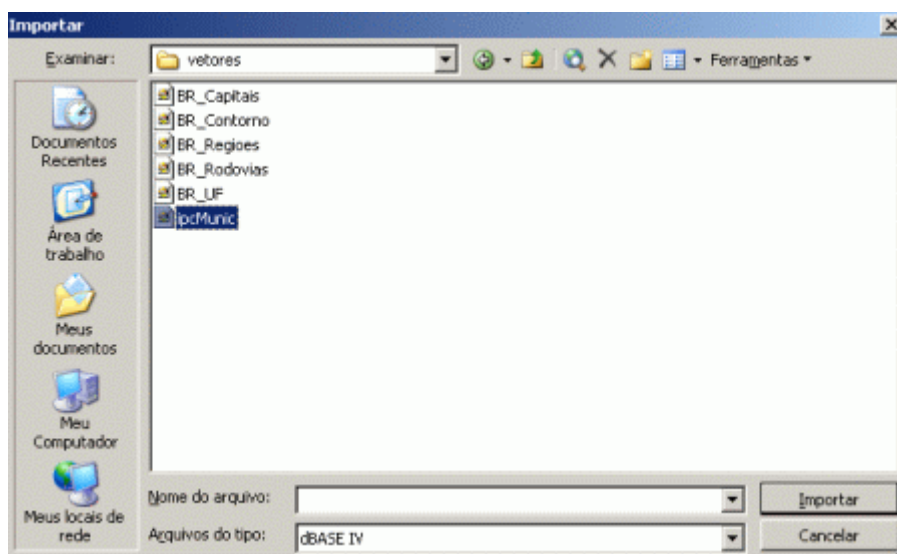 Importar
Examinar:
vetores
Ferramentas
BR_Capitais
BR_Contorno
BR_Regioes
BR_Rodovias
BR_UF
ipcMunic
Documentos
Recentes
Área de
trabalho
Meus
documentos
Meu
Computador
Meus locais de
rede
Nome do arquivo:
Importar
Arquivos do tipo:
dBASE IV
Cancelar